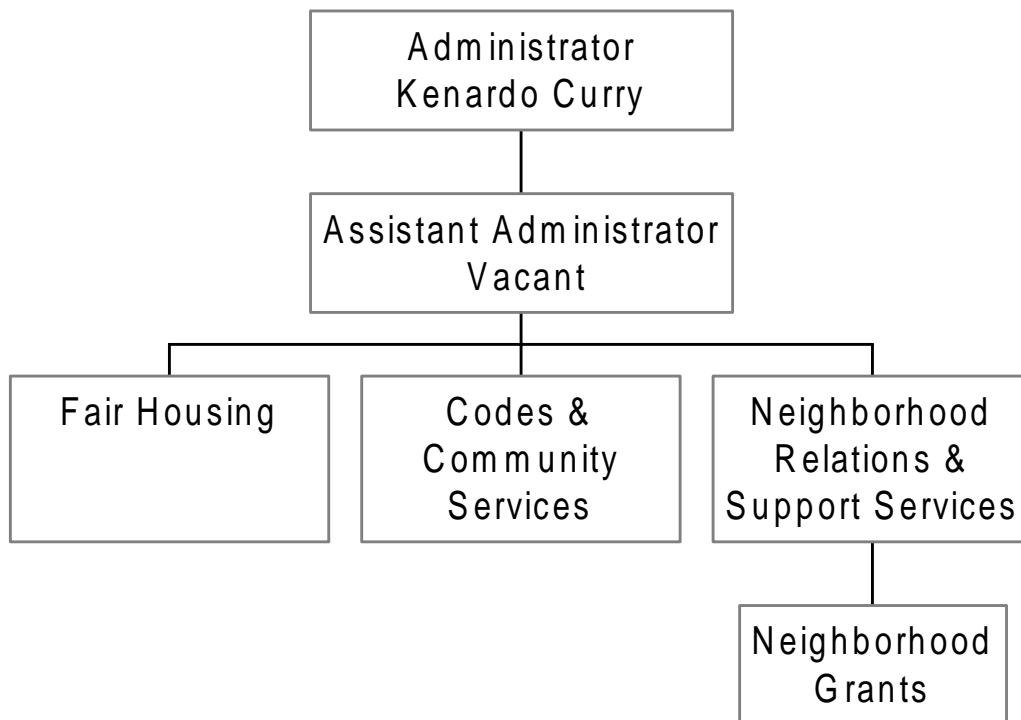 Administrator
Kenardo Curry
Assistant Administrator
Vacant
Fair Housing
Codes &
Community
Services
Neighborhood
Relations &
Support Services
Neighborhood
Grants